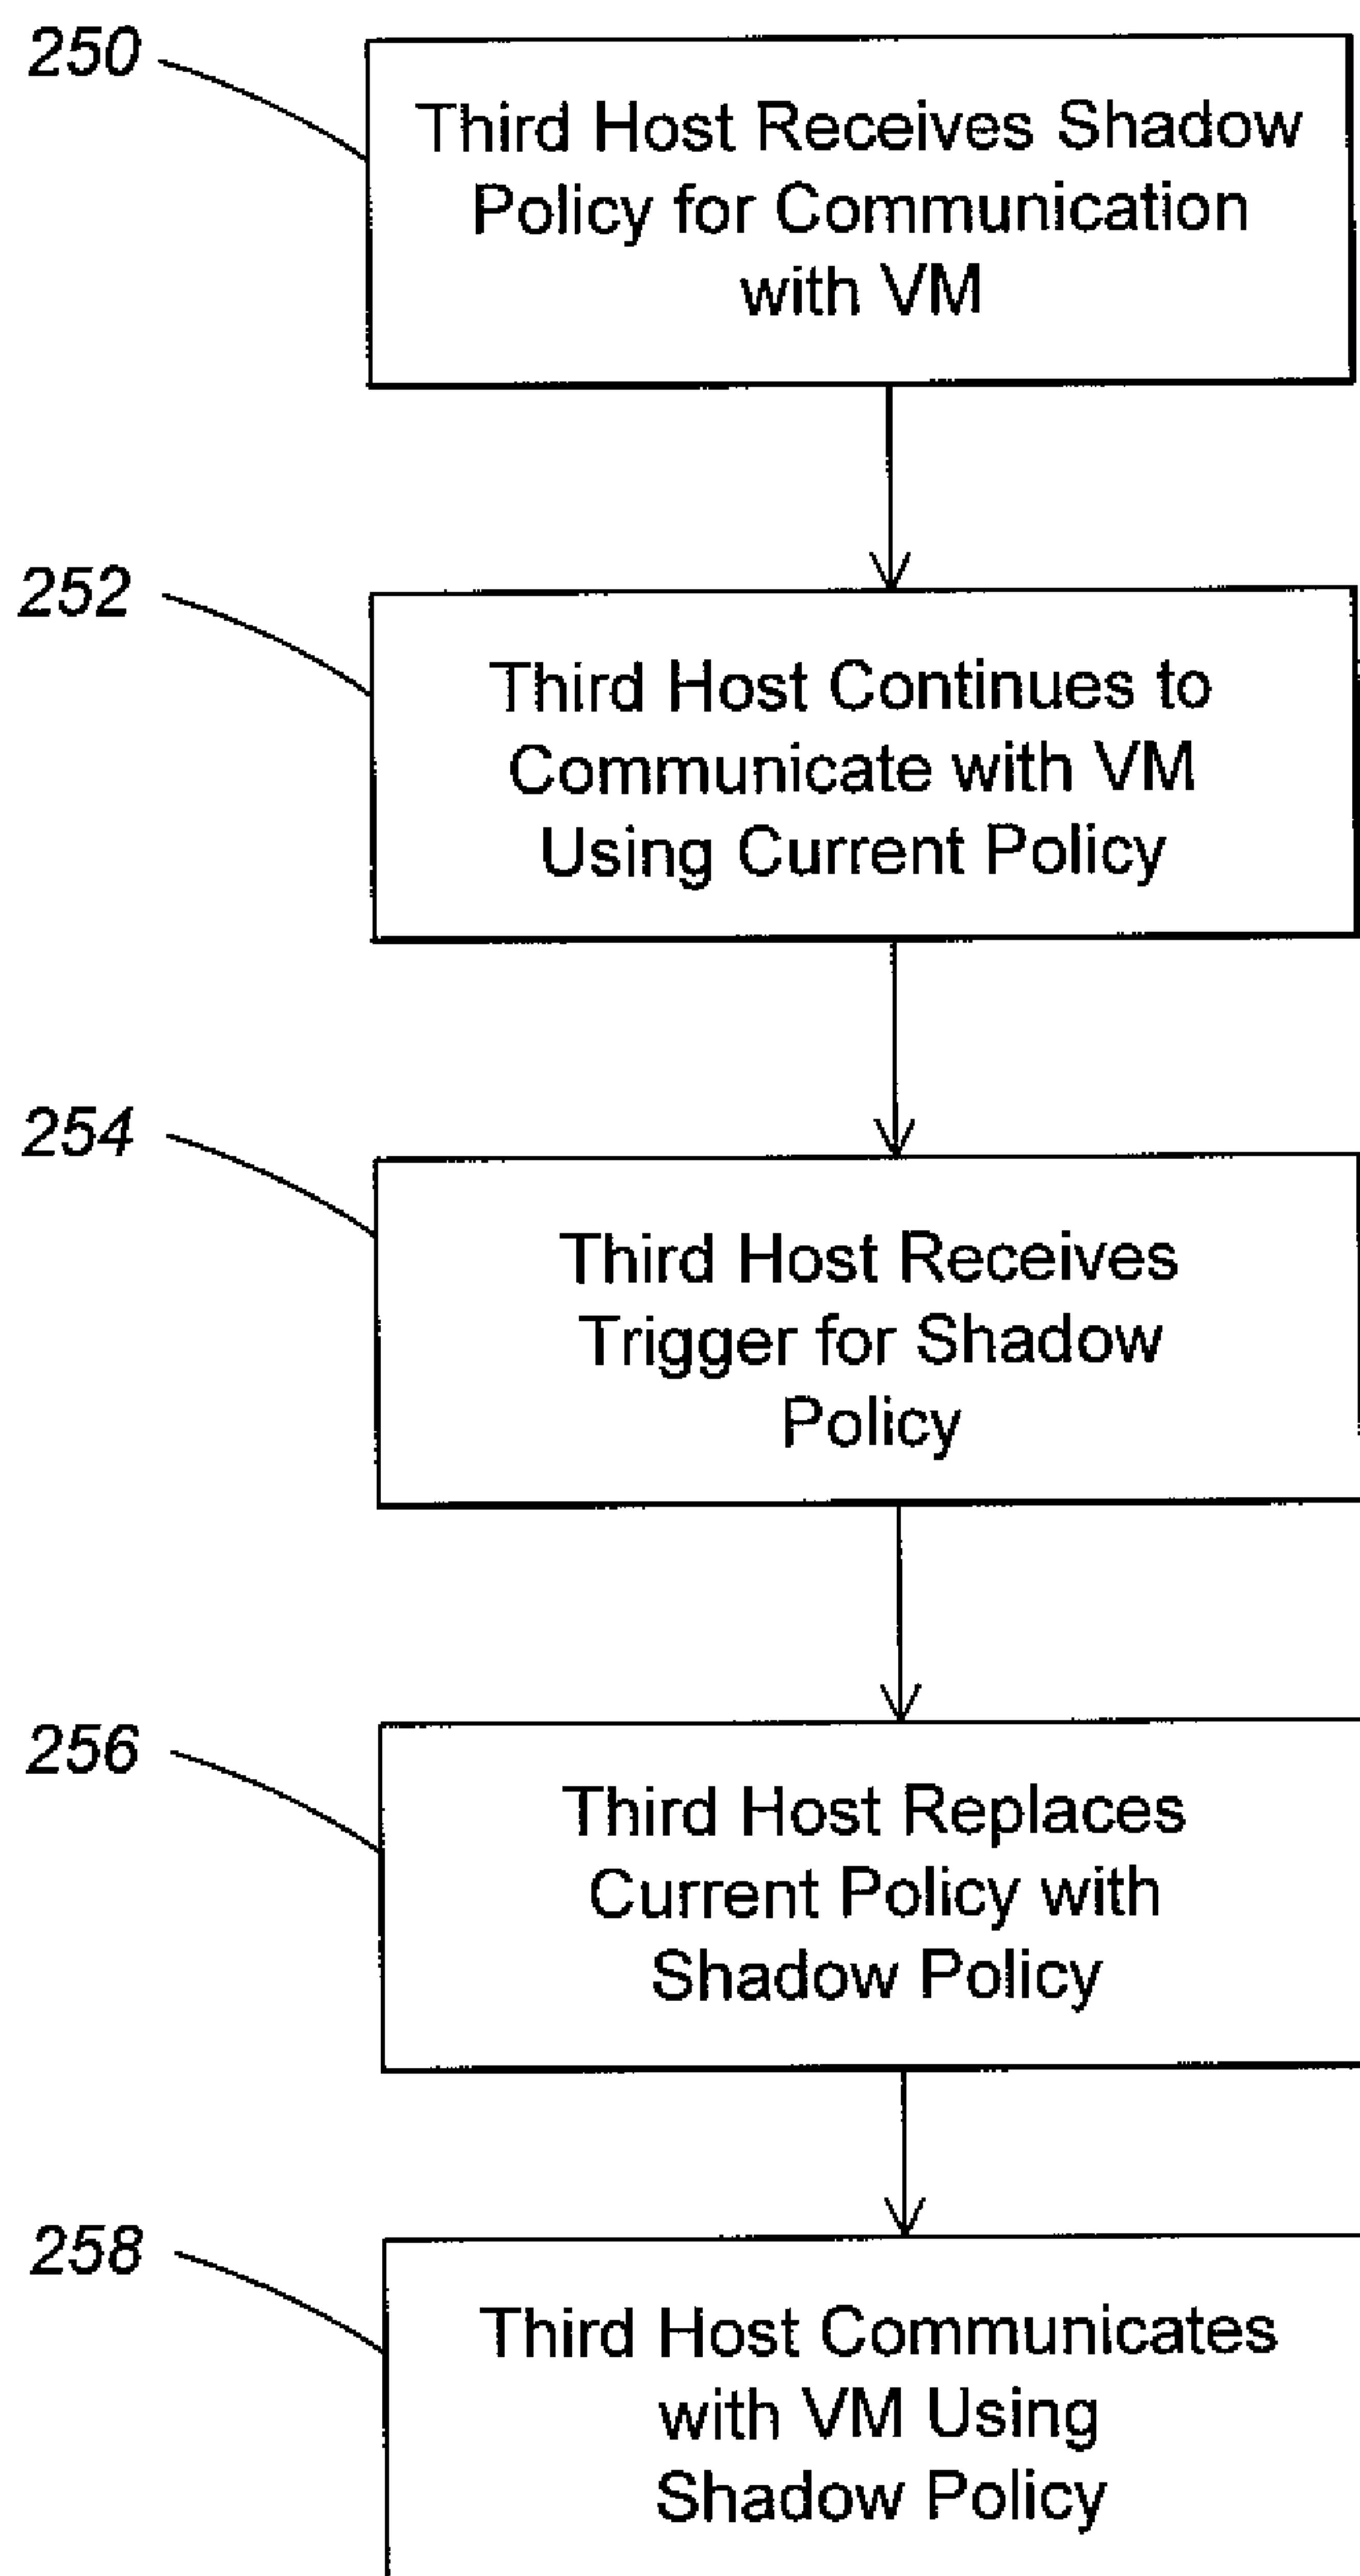 250
Third Host Receives Shadow
Policy for Communication
with VM
252
Third Host Continues to
Communicate with VM
Using Current Policy
254
Third Host Receives
Trigger for Shadow
Policy
256
Third Host Replaces
Current Policy with
Shadow Policy
258
Third Host Communicates
with VM Using
Shadow Policy